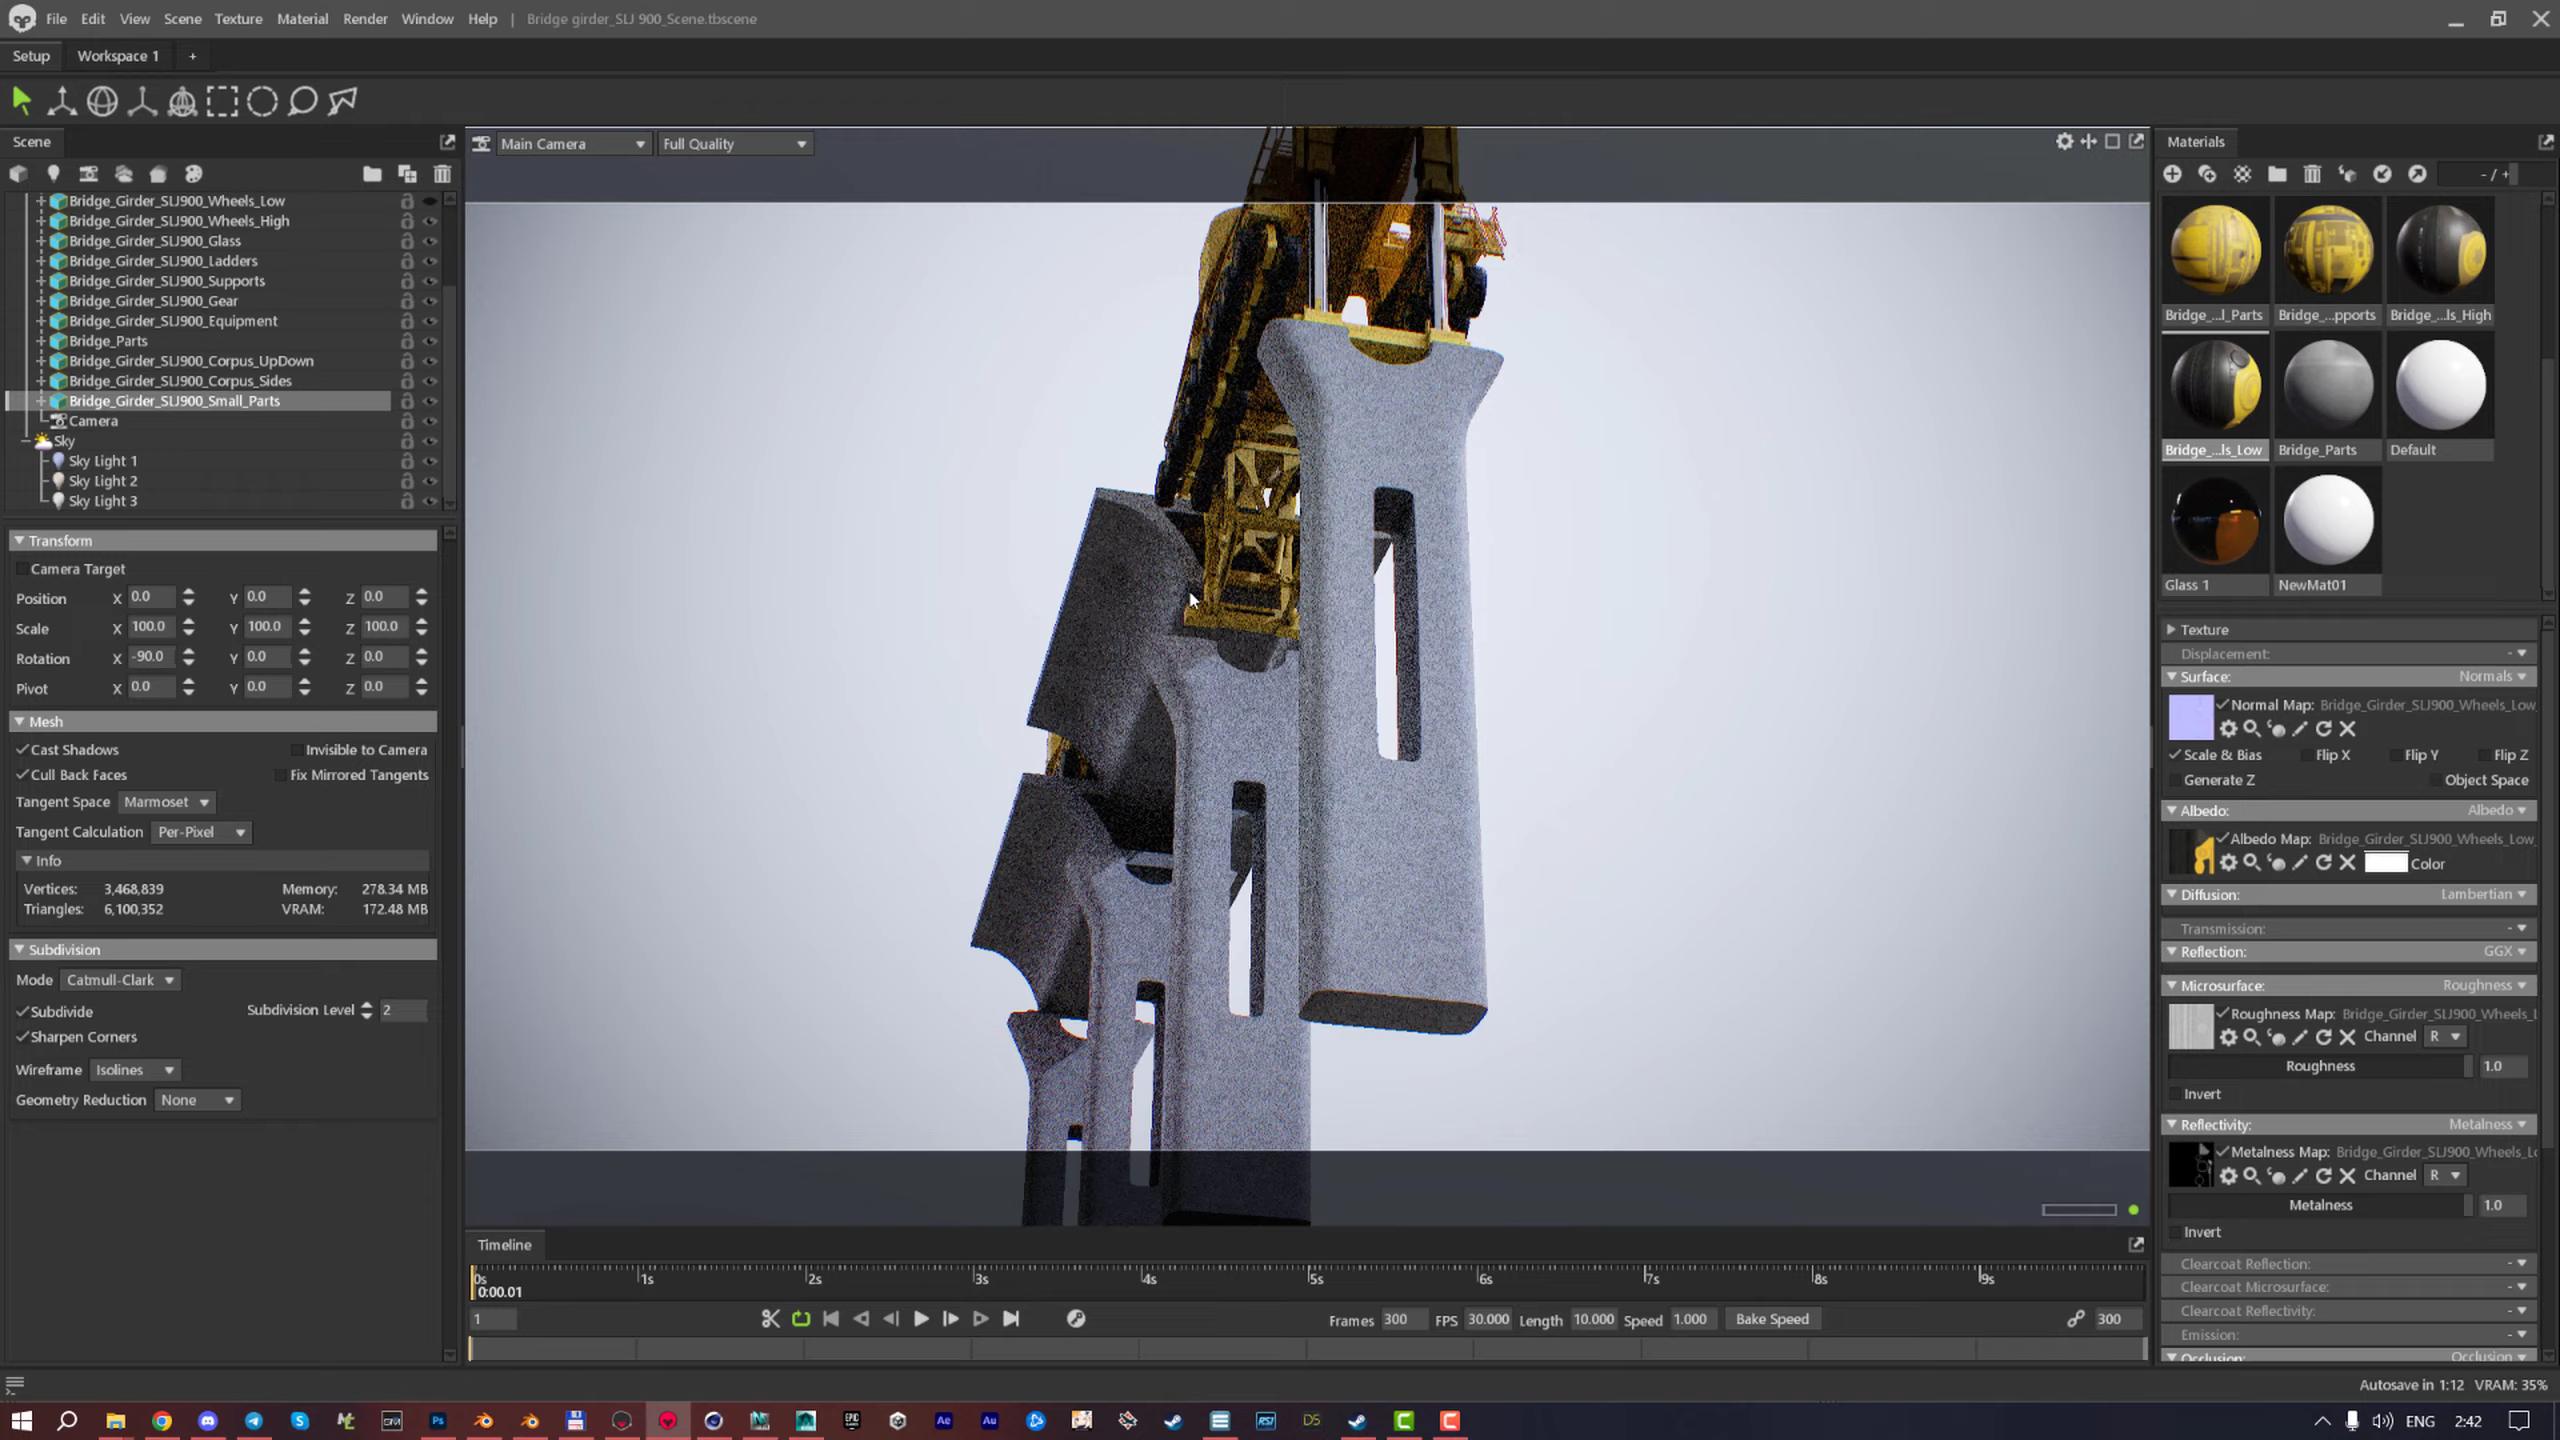 File Edit View Scene Texture Material Render Window Help | Bridge girder_SLJ 900_Scene.tbscene
Setup Workspace 1 +
Scene
Bridge_Girder_SLJ900_Wheels_Low
Bridge_Girder_SLJ900_Wheels_High
Bridge_Girder_SLJ900_Glass
Bridge_Girder_SLJ900_Ladders
Bridge_Girder_SLJ900_Supports
Bridge_Girder_SLJ900_Gear
Bridge_Girder_SLJ900_Equipment
Bridge_Parts
Bridge_Girder_SLJ900_Corpus_UpDown
Bridge_Girder_SLJ900_Corpus_Sides
Bridge_Girder_SLJ900_Small_Parts
Camera
Sky
Sky Light 1
Sky Light 2
Sky Light 3
Transform
Camera Target
Position X 0.0 Y 0.0 Z 0.0
Scale X 100.0 Y 100.0 Z 100.0
Rotation X -90.0 Y 0.0 Z 0.0
Pivot X 0.0 Y 0.0 Z 0.0
Mesh
Cast Shadows Invisible to Camera
Cull Back Faces Fix Mirrored Tangents
Tangent Space Marmoset
Tangent Calculation Per-Pixel
Info
Vertices: 3,468,839 Memory: 278.34 MB
Triangles: 6,100,352 VRAM: 172.48 MB
Subdivision
Mode Catmull-Clark
Subdivide Subdivision Level 2
Sharpen Corners
Wireframe Isolines
Geometry Reduction None
Main Camera Full Quality
Timeline
0s 1s 2s 3s 4s 5s 6s 7s 8s 9s
0:00.01
1 Frames 300 FPS 30.000 Length 10.000 Speed 1.000 Bake Speed 300
Materials
- / +
Bridge_...l_Parts Bridge_...pports Bridge_...ls_High
Bridge_...ls_Low Bridge_Parts Default
Glass 1 NewMat01
Texture
Displacement: -
Surface: Normals
Normal Map: Bridge_Girder_SLJ900_Wheels_Low_
Scale & Bias Flip X Flip Y Flip Z
Generate Z Object Space
Albedo: Albedo
Albedo Map: Bridge_Girder_SLJ900_Wheels_Low_
Color
Diffusion: Lambertian
Transmission: -
Reflection: GGX
Microsurface: Roughness
Roughness Map: Bridge_Girder_SLJ900_Wheels_L
Channel R
Roughness 1.0
Invert
Reflectivity: Metalness
Metalness Map: Bridge_Girder_SLJ900_Wheels_Lo
Channel R
Metalness 1.0
Invert
Clearcoat Reflection: -
Clearcoat Microsurface: -
Clearcoat Reflectivity: -
Emission: -
Occlusion: Occlusion
Autosave in 1:12 VRAM: 35%
Ps EPIC GAMES Ae Au RSI DS C C ENG 2:42